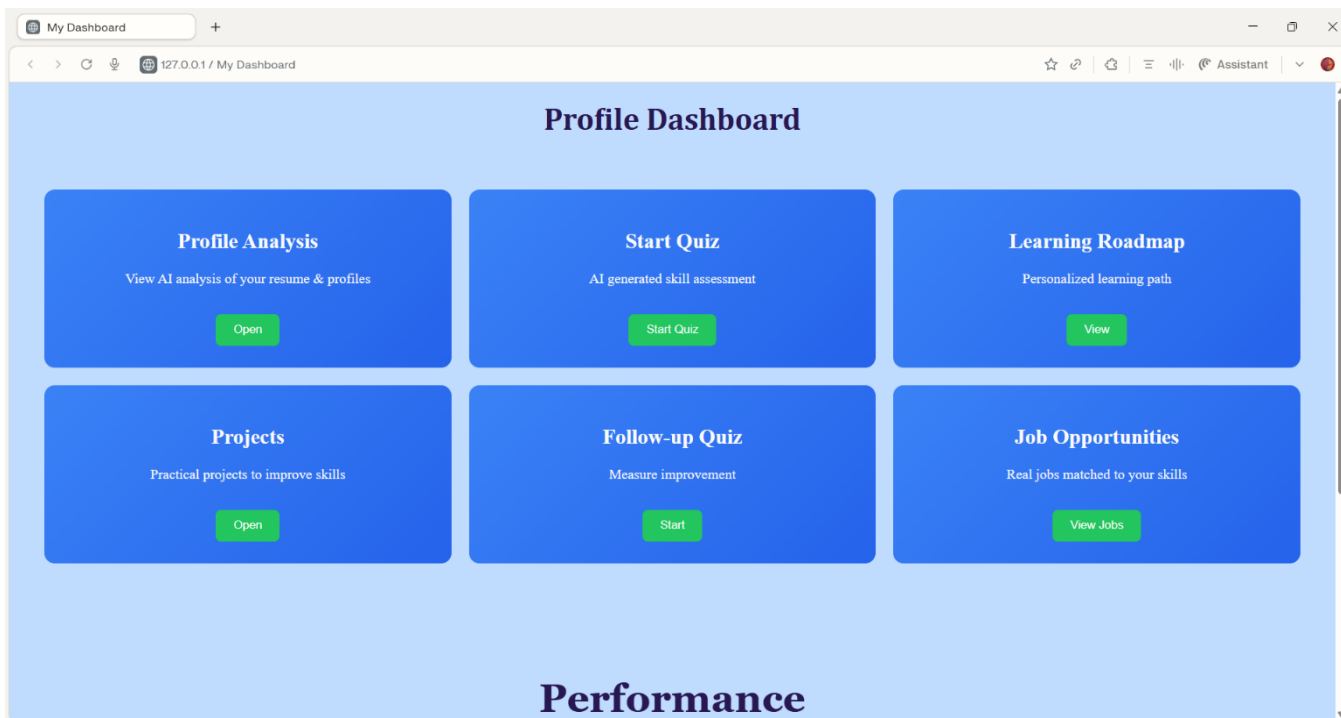 My Dashboard
127.0.0.1 / My Dashboard
Assistant
Profile Dashboard
Profile Analysis
View AI analysis of your resume & profiles
Open
Start Quiz
AI generated skill assessment
Start Quiz
Learning Roadmap
Personalized learning path
View
Projects
Practical projects to improve skills
Open
Follow-up Quiz
Measure improvement
Start
Job Opportunities
Real jobs matched to your skills
View Jobs
Performance